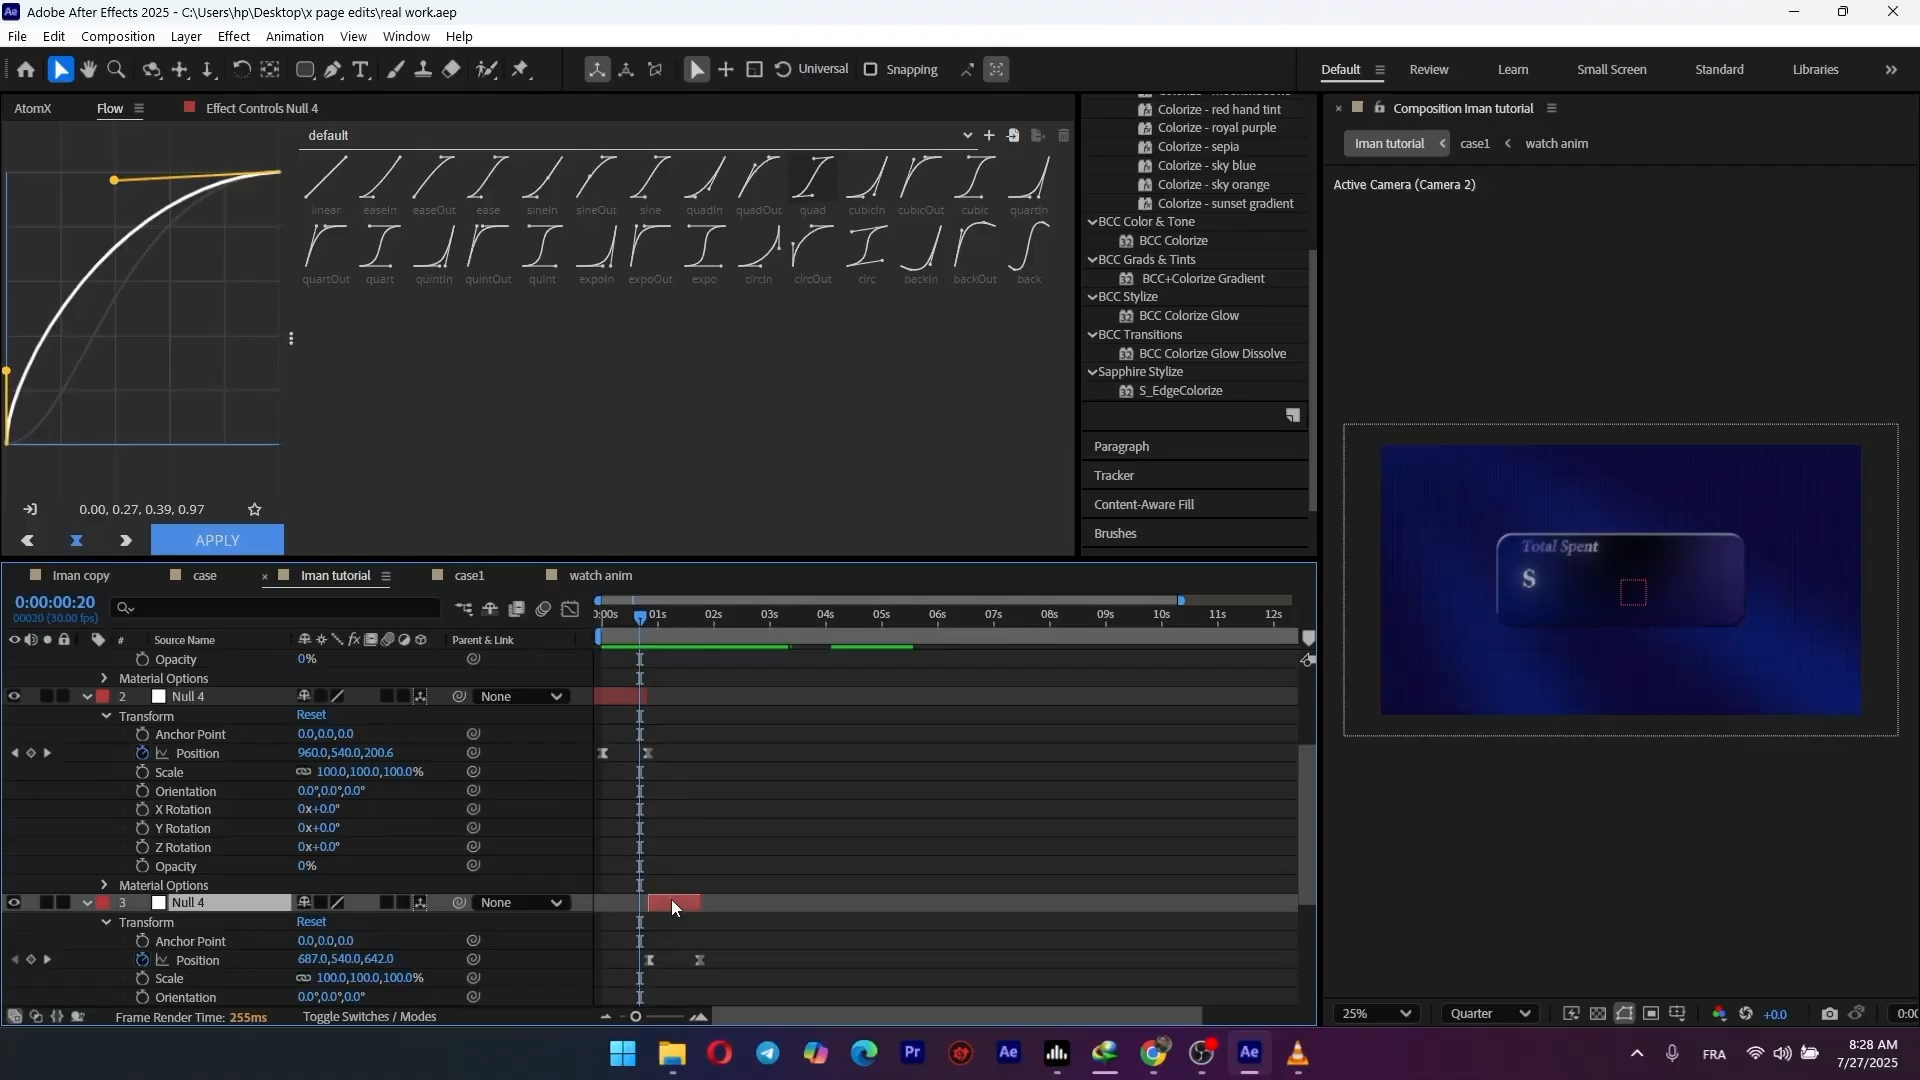 Adobe After Effects 2025 - C:\Users\hp\Desktop\x page edits\real work.aep
File Edit Composition Layer Effect Animation View Window Help
Universal Snapping Default Review Learn Small Screen Standard Libraries
AtomX Flow Effect Controls Null 4
default
linear easeIn easeOut ease sineIn sineOut sine quadIn quadOut quad cubicIn cubicOut cubic quartIn
quartOut quart quintIn quintOut quint expoIn expoOut expo circIn circOut circ backIn backOut back
0.00, 0.27, 0.39, 0.97
APPLY
Colorize - red hand tint
Colorize - royal purple
Colorize - sepia
Colorize - sky blue
Colorize - sky orange
Colorize - sunset gradient
BCC Color & Tone
BCC Colorize
BCC Grads & Tints
BCC+Colorize Gradient
BCC Stylize
BCC Colorize Glow
BCC Transitions
BCC Colorize Glow Dissolve
Sapphire Stylize
S_EdgeColorize
Paragraph
Tracker
Content-Aware Fill
Brushes
Composition Iman tutorial
Iman tutorial case1 watch anim
Active Camera (Camera 2)
Total Spent
$
25% Quarter +0.0 0:00
Iman copy case Iman tutorial case1 watch anim
0:00:00:20
00020 (30.00 fps)
0:00s 01s 02s 03s 04s 05s 06s 07s 08s 09s 10s 11s 12s
# Source Name Parent & Link
Opacity 0%
Material Options
2 Null 4 None
Transform Reset
Anchor Point 0.0,0.0,0.0
Position 960.0,540.0,200.6
Scale 100.0,100.0,100.0%
Orientation 0.0°,0.0°,0.0°
X Rotation 0x+0.0°
Y Rotation 0x+0.0°
Z Rotation 0x+0.0°
Opacity 0%
Material Options
3 Null 4 None
Transform Reset
Anchor Point 0.0,0.0,0.0
Position 687.0,540.0,642.0
Scale 100.0,100.0,100.0%
Orientation 0.0°,0.0°,0.0°
Frame Render Time: 255ms Toggle Switches / Modes
FRA
8:28 AM
7/27/2025